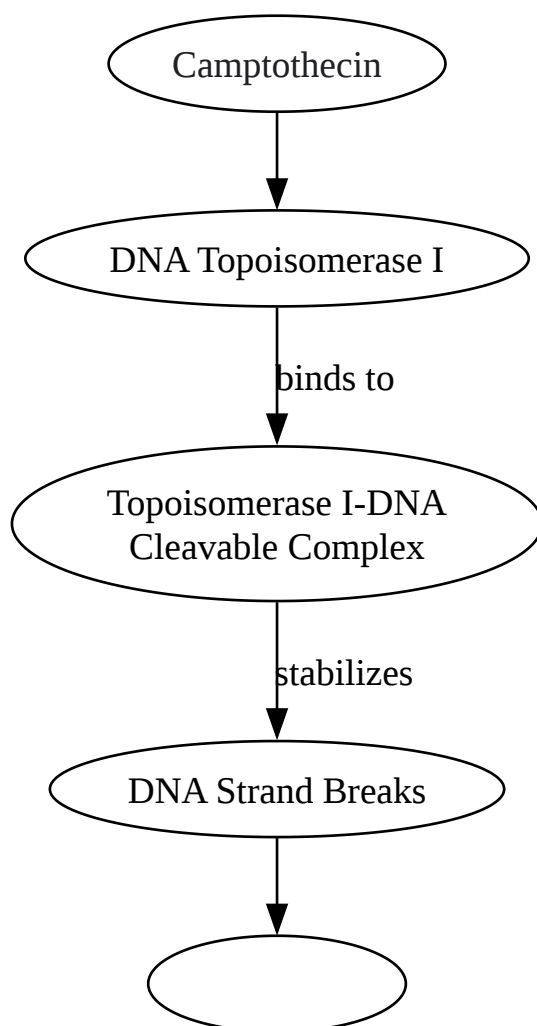 Camptothecin
DNA Topoisomerase I
binds to
Topoisomerase I-DNA
Cleavable Complex
stabilizes
DNA Strand Breaks